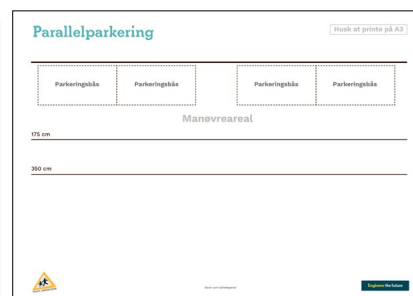 Parallelparkering
Husk at printe på A3
Parkeringsbås
Parkeringsbås
Parkeringsbås
Parkeringsbås
Manøvreareal
175 cm
350 cm
Engineer the future